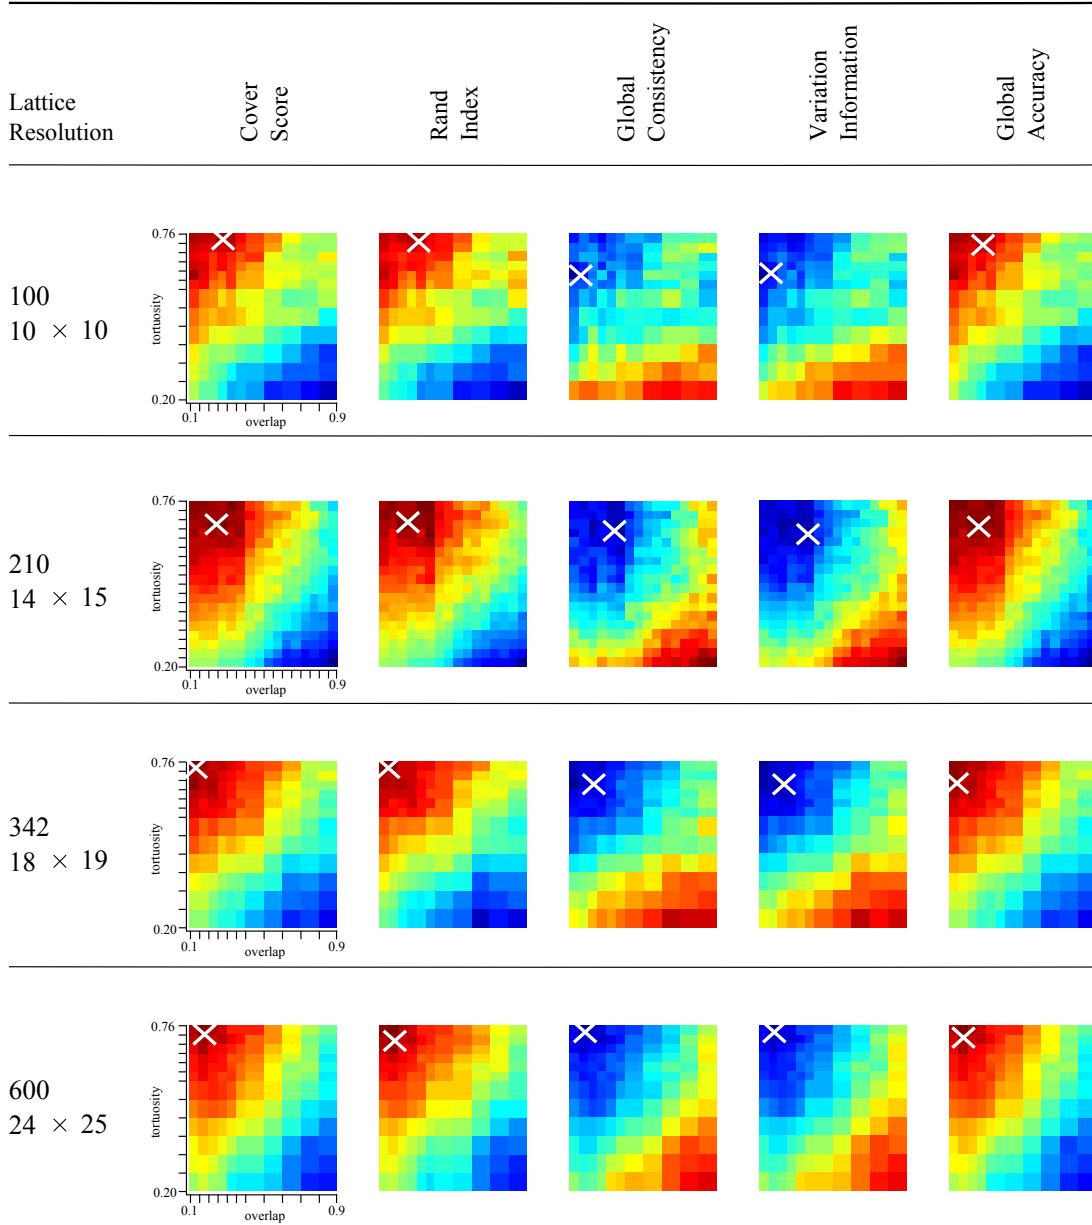 Lattice
Resolution
Cover
Score
Rand
Index
Global
Consistency
Variation
Information
Global
Accuracy
100
10 × 10
0.76
tortuosity
0.20
0.1
overlap
0.9
210
14 × 15
0.76
tortuosity
0.20
0.1
overlap
0.9
342
18 × 19
0.76
tortuosity
0.20
0.1
overlap
0.9
600
24 × 25
0.76
tortuosity
0.20
0.1
overlap
0.9